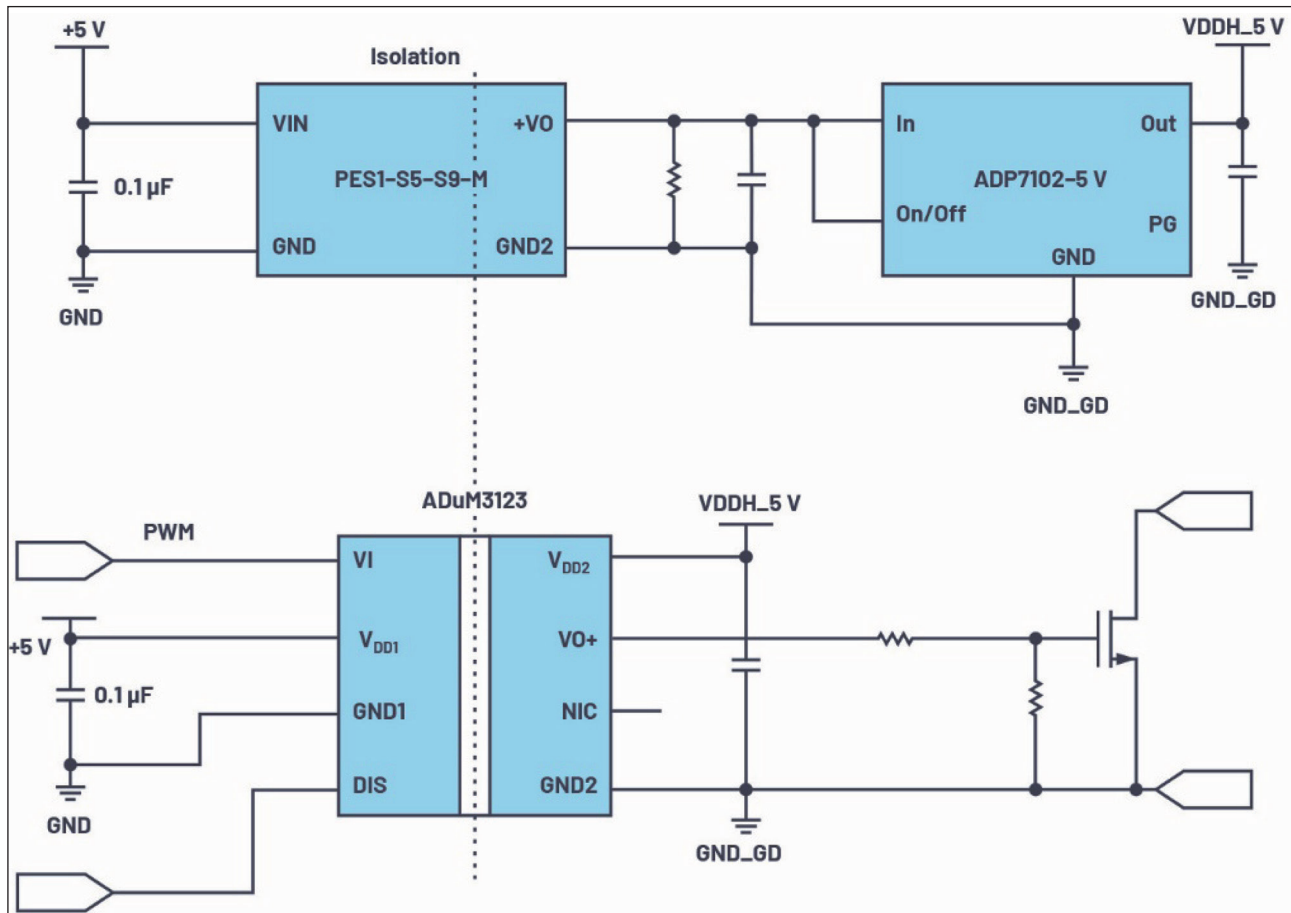 +5 V
VDDH_5 V
Isolation
VIN
+VO
In
Out
0.1 µF
PES1-S5-S9-M
ADP7102-5 V
On/Off
PG
GND
GND2
GND
GND
GND_GD
GND_GD
ADuM3123
VDDH_5 V
PWM
VI
VDD2
+5 V
VDD1
VO+
0.1 µF
GND1
NIC
DIS
GND2
GND
GND_GD